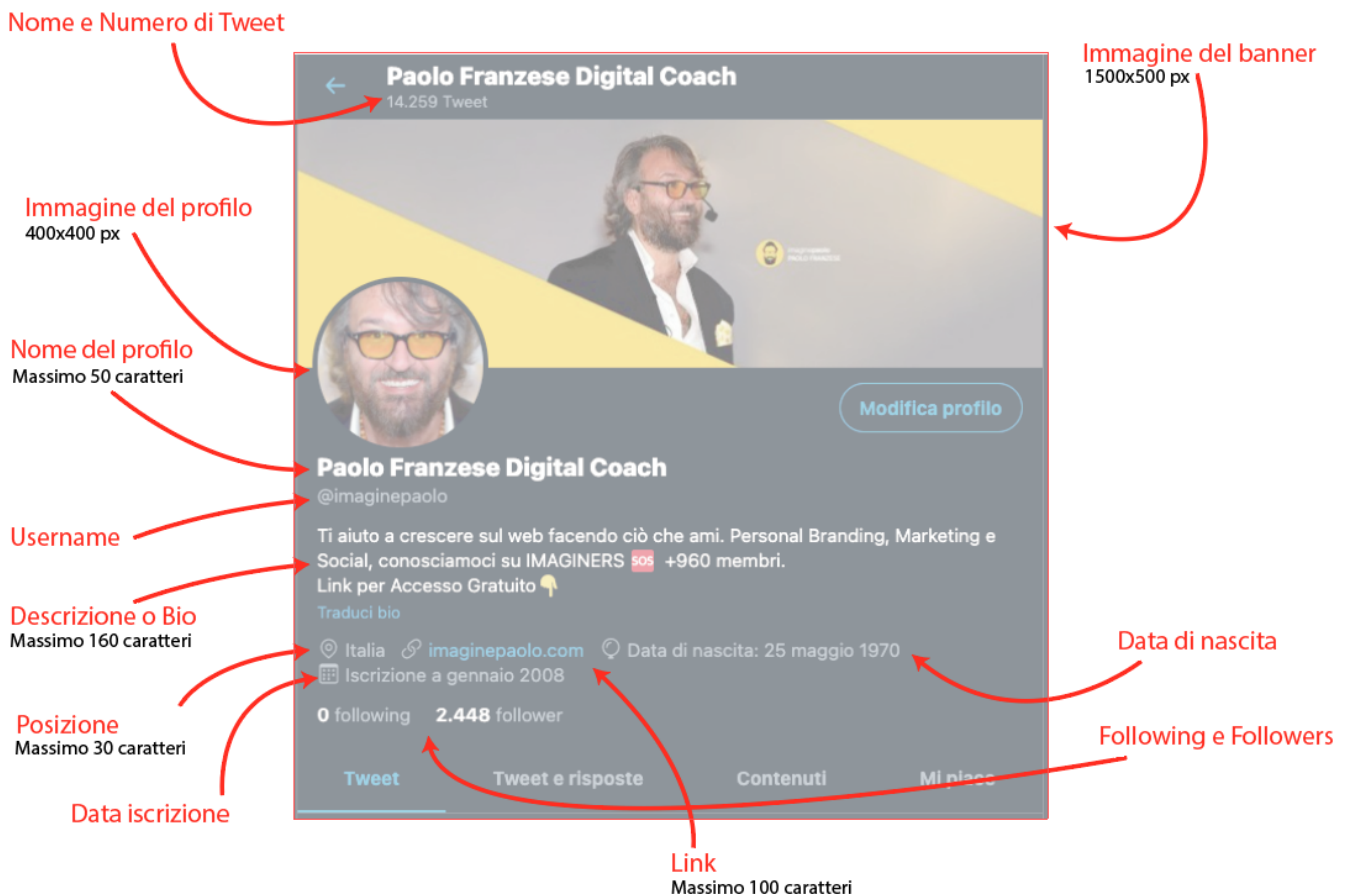 Nome e Numero di Tweet
Immagine del banner
1500x500 px
Paolo Franzese Digital Coach
14.259 Tweet
Immagine del profilo
400x400 px
imaginepaolo
PAOLO FRANZESE
Nome del profilo
Massimo 50 caratteri
Modifica profilo
Paolo Franzese Digital Coach
@imaginepaolo
Username
Ti aiuto a crescere sul web facendo ciò che ami. Personal Branding, Marketing e
Social, conosciamoci su IMAGINERS 🆘 +960 membri.
Link per Accesso Gratuito👇
Traduci bio
Descrizione o Bio
Massimo 160 caratteri
Italia imaginepaolo.com Data di nascita: 25 maggio 1970
Iscrizione a gennaio 2008
Data di nascita
0 following 2.448 follower
Posizione
Massimo 30 caratteri
Following e Followers
Tweet Tweet e risposte Contenuti Mi piace
Data iscrizione
Link
Massimo 100 caratteri